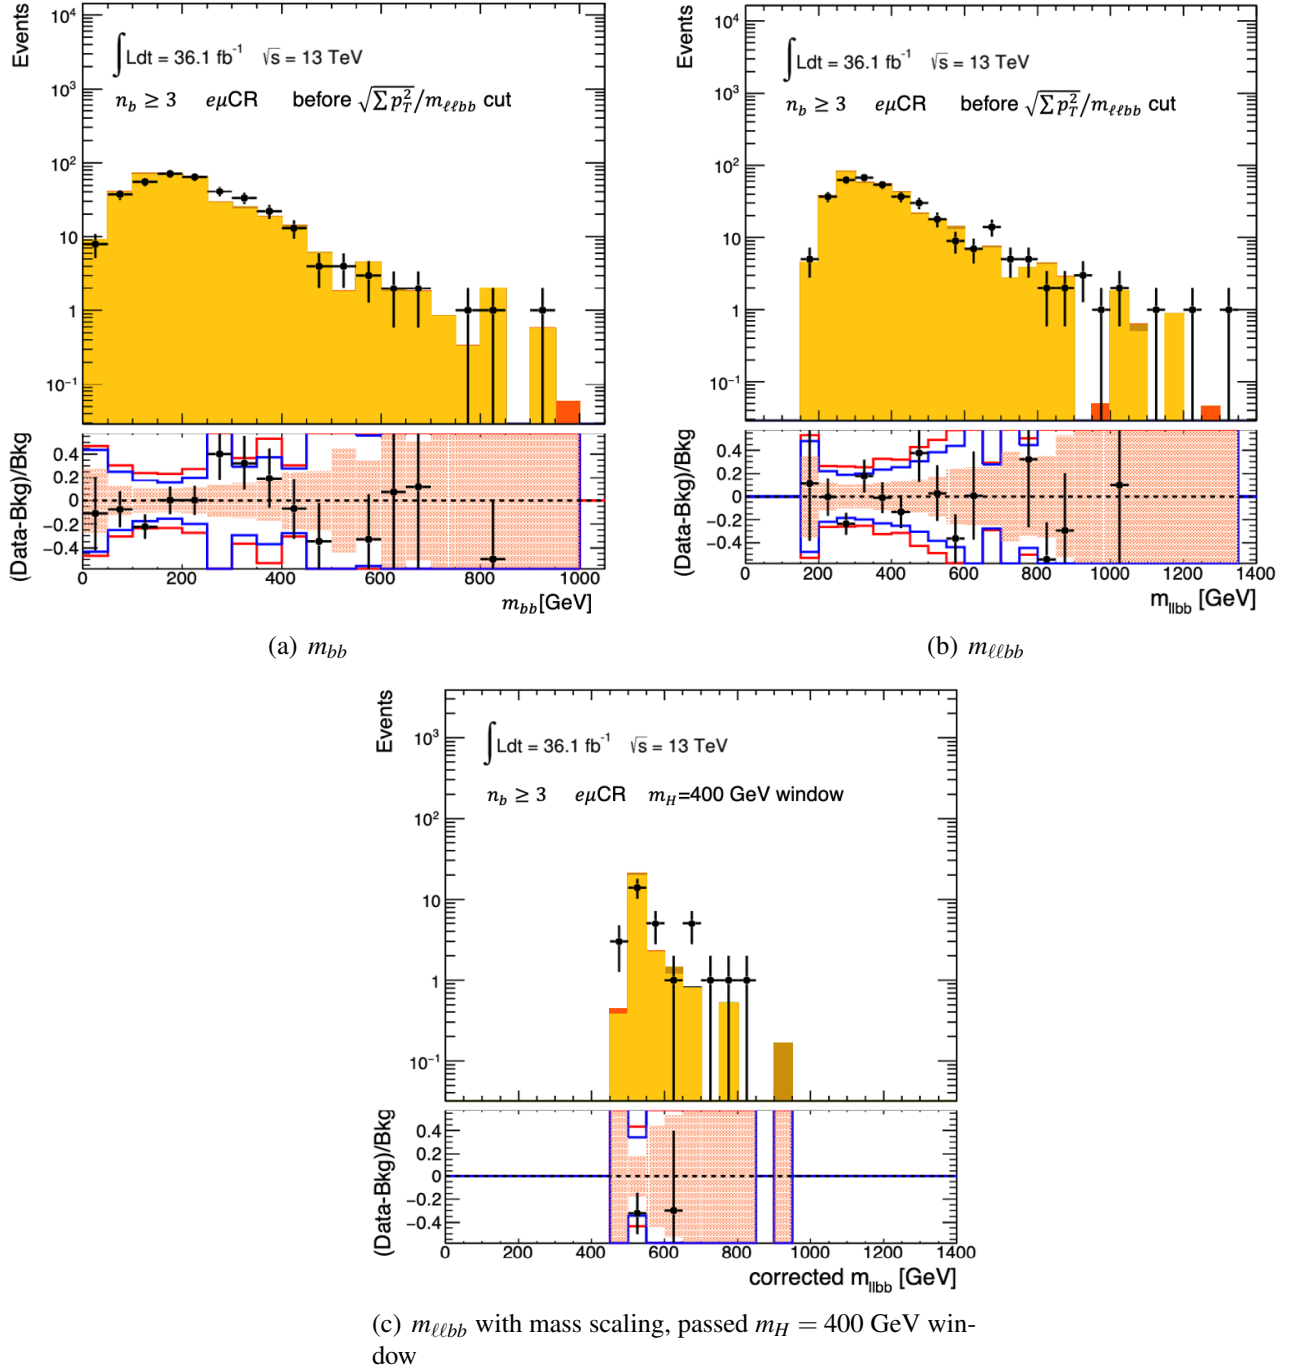 Events
∫Ldt = 36.1 fb⁻¹ √s = 13 TeV
n_b ≥ 3 eμCR before √∑p_T²/m_ℓℓbb cut
10⁴
10³
10²
10
1
10⁻¹
(Data-Bkg)/Bkg
0.4
0.2
0
−0.2
−0.4
0 200 400 600 800 1000
m_bb[GeV]
(a) m_bb
Events
∫Ldt = 36.1 fb⁻¹ √s = 13 TeV
n_b ≥ 3 eμCR before √∑p_T²/m_ℓℓbb cut
10⁴
10³
10²
10
1
10⁻¹
(Data-Bkg)/Bkg
0.4
0.2
0
−0.2
−0.4
0 200 400 600 800 1000 1200 1400
m_llbb [GeV]
(b) m_ℓℓbb
Events
∫Ldt = 36.1 fb⁻¹ √s = 13 TeV
n_b ≥ 3 eμCR m_H=400 GeV window
10³
10²
10
1
10⁻¹
(Data-Bkg)/Bkg
0.4
0.2
0
−0.2
−0.4
0 200 400 600 800 1000 1200 1400
corrected m_llbb [GeV]
(c) m_ℓℓbb with mass scaling, passed m_H = 400 GeV win-
dow